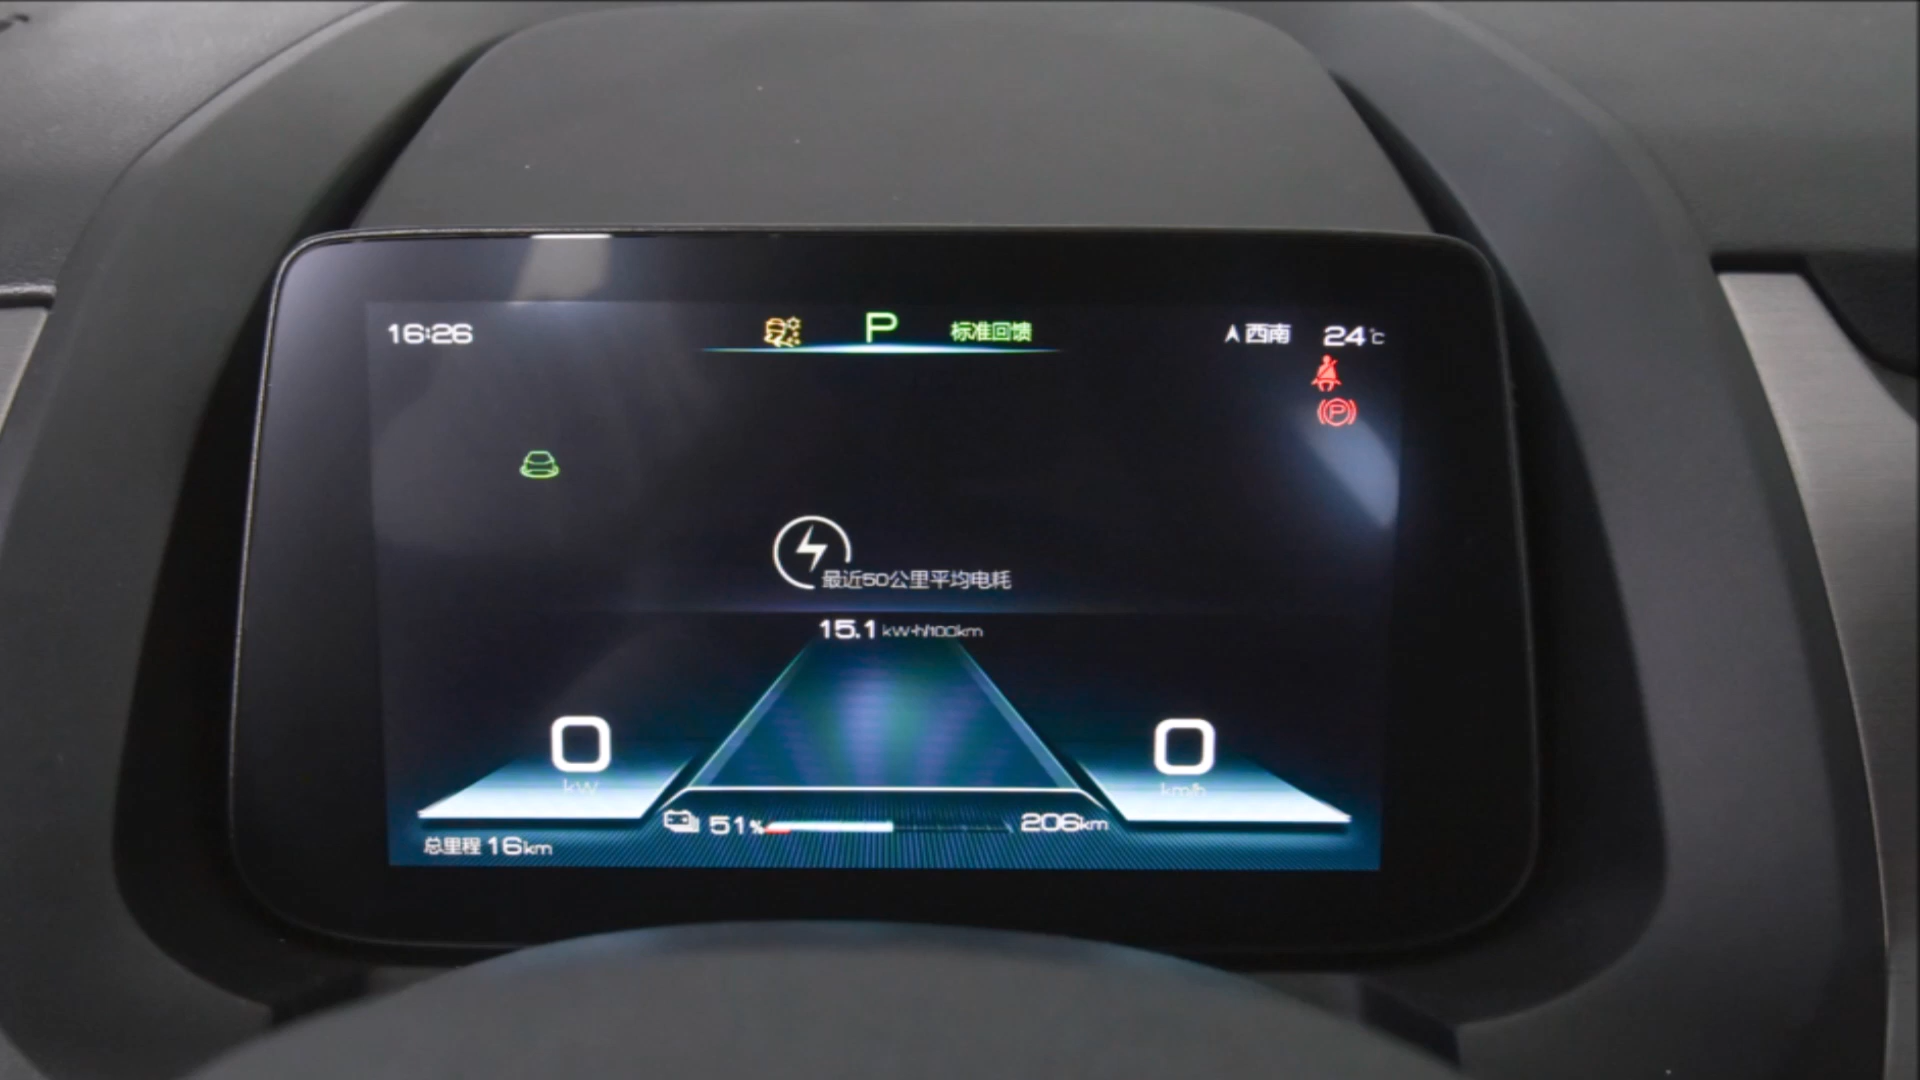 16:26 P 标准回馈 西南 24°C
最近50公里平均电耗
15.1 kW·h/100km
0 0
kW km/h
51% 206km
总里程 16km